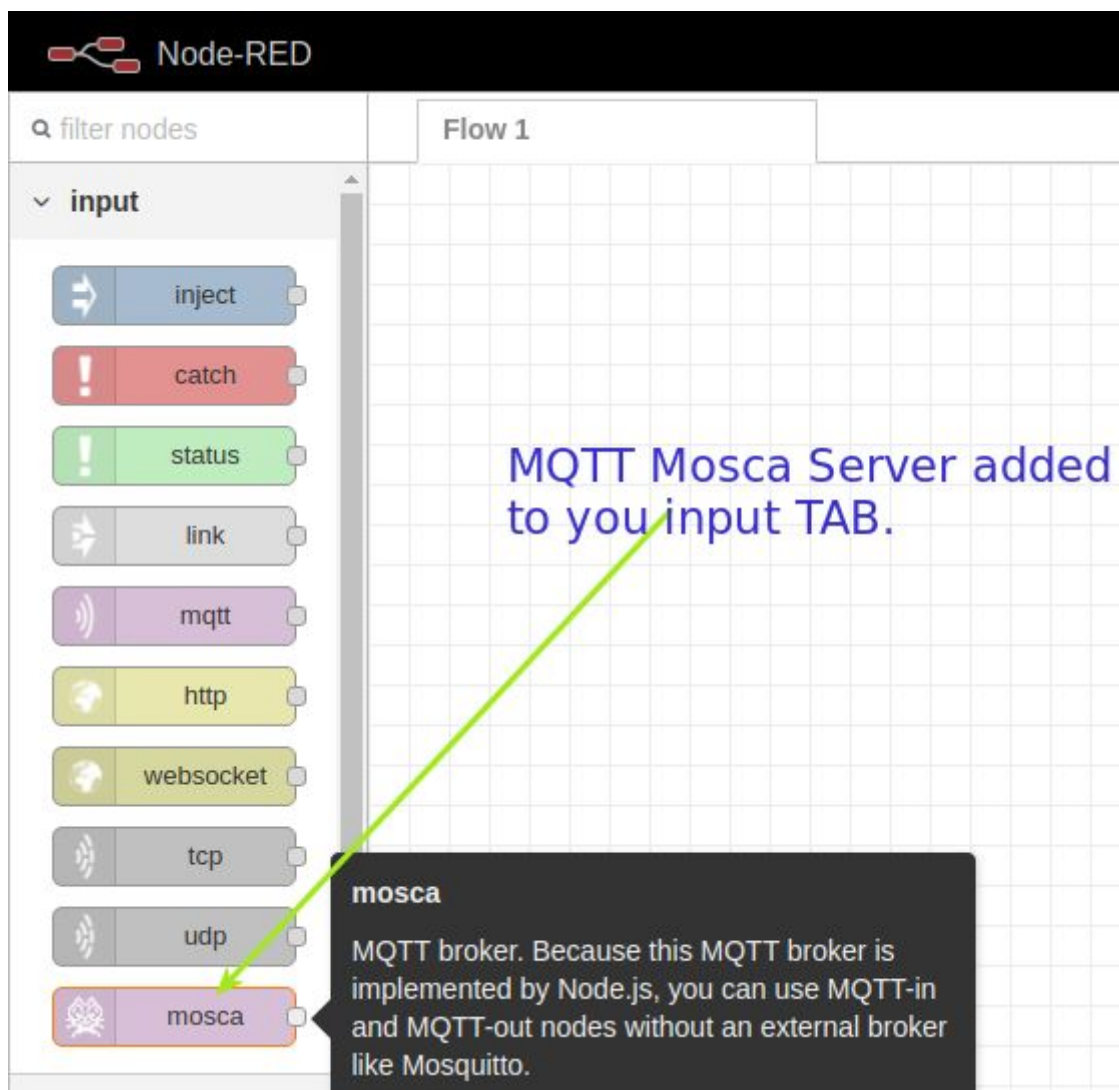 Node-RED
filter nodes
Flow 1
input
inject
catch
status
link
mqtt
http
websocket
tcp
udp
mosca
MQTT Mosca Server added
to you input TAB.
mosca
MQTT broker. Because this MQTT broker is
implemented by Node.js, you can use MQTT-in
and MQTT-out nodes without an external broker
like Mosquitto.